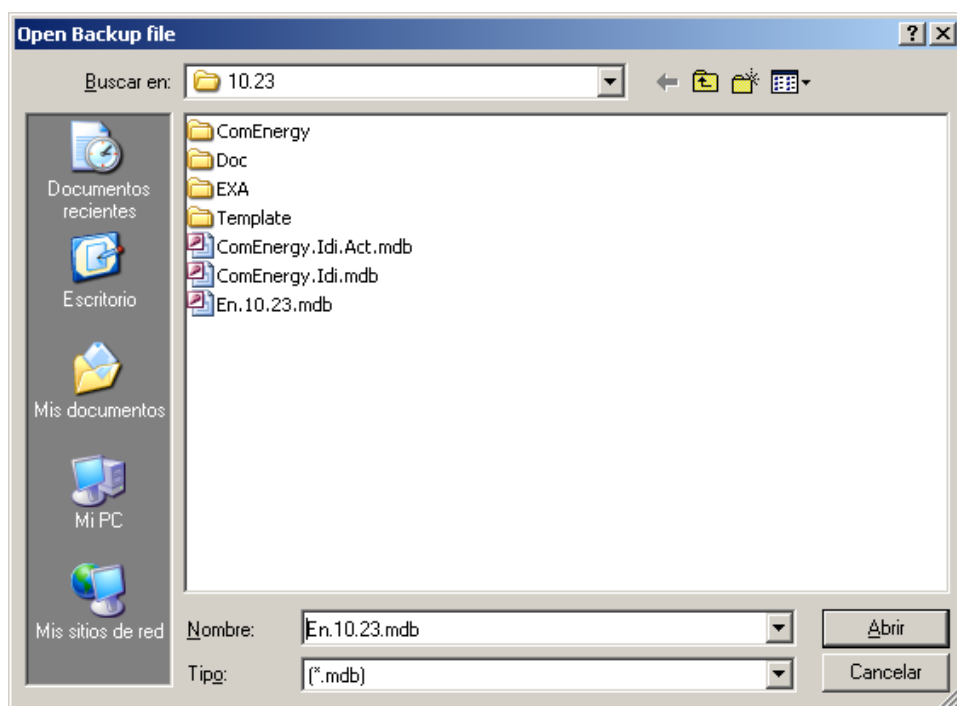 Open Backup file
Buscar en: 10.23
Documentos
recientes
Escritorio
Mis documentos
Mi PC
Mis sitios de red
ComEnergy
Doc
EXA
Template
ComEnergy.Idi.Act.mdb
ComEnergy.Idi.mdb
En.10.23.mdb
Nombre: En.10.23.mdb Abrir
Tipo: (*.mdb) Cancelar